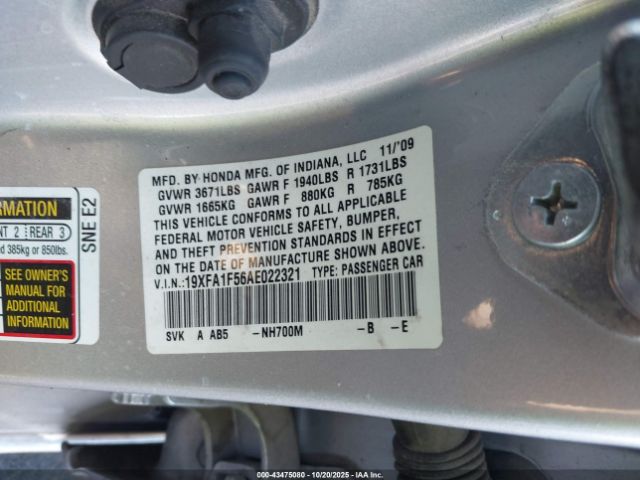 MFD. BY HONDA MFG. OF INDIANA, LLC 11/'09
GVWR 3671LBS GAWR F 1940LBS R 1731LBS
GVWR 1665KG GAWR F 880KG R 785KG
THIS VEHICLE CONFORMS TO ALL APPLICABLE
FEDERAL MOTOR VEHICLE SAFETY, BUMPER,
AND THEFT PREVENTION STANDARDS IN EFFECT
ON THE DATE OF MANUFACTURE SHOWN ABOVE.
V.I.N.:19XFA1F56AE022321 TYPE: PASSENGER CAR
SVK A AB5 -NH700M -B -E
2 REAR 3
385kg or 850lbs.
SEE OWNER'S
MANUAL FOR
ADDITIONAL
INFORMATION
SNE E2
000-43475080 - 10/20/2025 - IAA, Inc.